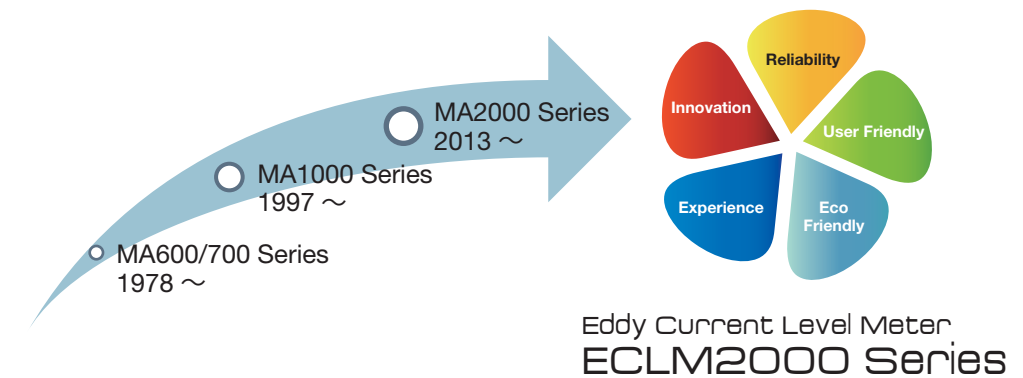 MA600/700 Series
1978 ～
MA1000 Series
1997 ～
MA2000 Series
2013 ～
Reliability
Innovation
User Friendly
Experience
Eco
Friendly
Eddy Current Level Meter
ECLM2000 Series